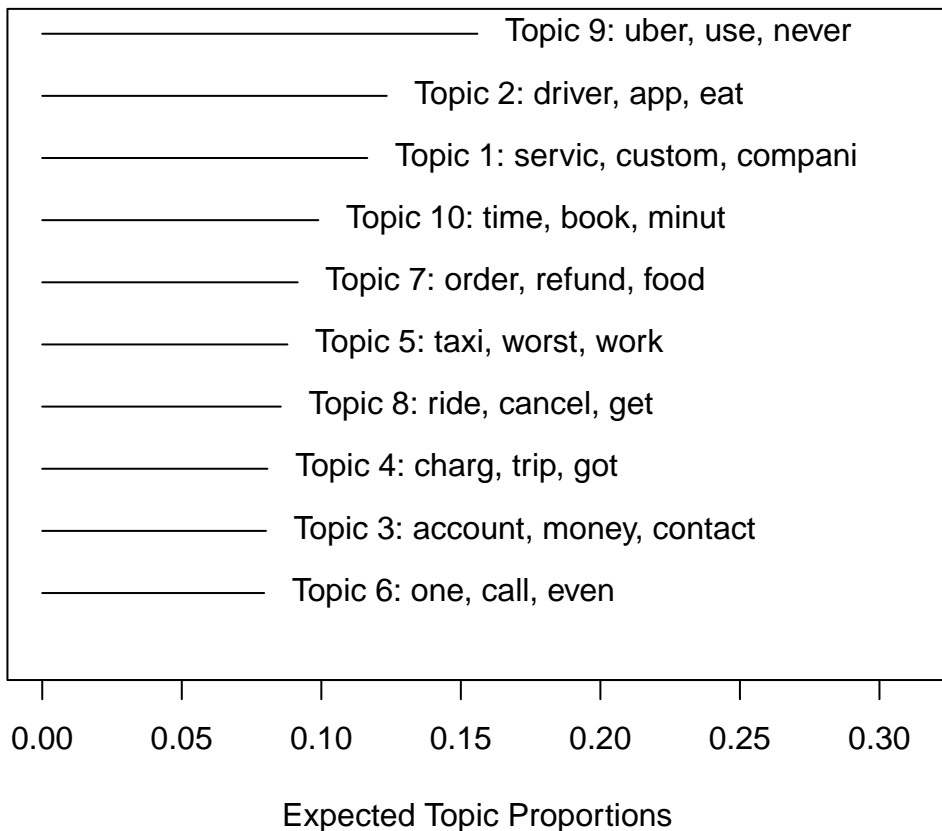 Topic 9: uber, use, never
Topic 2: driver, app, eat
Topic 1: servic, custom, compani
Topic 10: time, book, minut
Topic 7: order, refund, food
Topic 5: taxi, worst, work
Topic 8: ride, cancel, get
Topic 4: charg, trip, got
Topic 3: account, money, contact
Topic 6: one, call, even
0.00 0.05 0.10 0.15 0.20 0.25 0.30
Expected Topic Proportions